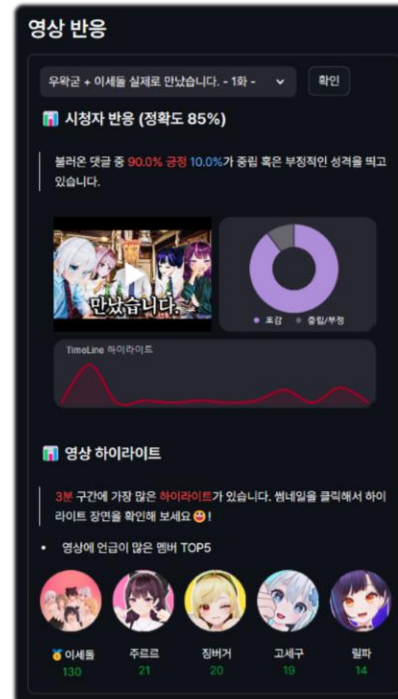 영상 반응
우왁굳 + 이세돌 실제로 만났습니다. - 1화 -
확인
시청자 반응 (정확도 85%)
불러온 댓글 중 90.0% 긍정 10.0%가 중립 혹은 부정적인 성격을 띄고
있습니다.
만났습니다.
호감 중립/부정
TimeLine 하이라이트
영상 하이라이트
3분 구간에 가장 많은 하이라이트가 있습니다. 썸네일을 클릭해서 하이
라이트 장면을 확인해 보세요😃!
• 영상에 언급이 많은 멤버 TOP5
🥇이세돌 주르르 징버거 고세구 릴파
130 21 20 19 14